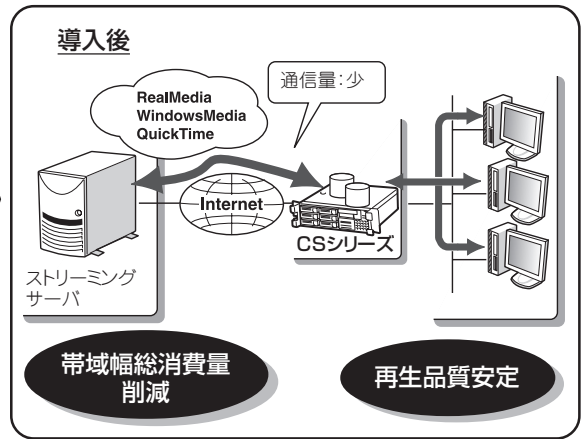 導入後
通信量:少
RealMedia
WindowsMedia
QuickTime
Internet
CSシリーズ
ストリーミング
サーバ
帯域幅総消費量
削減
再生品質安定